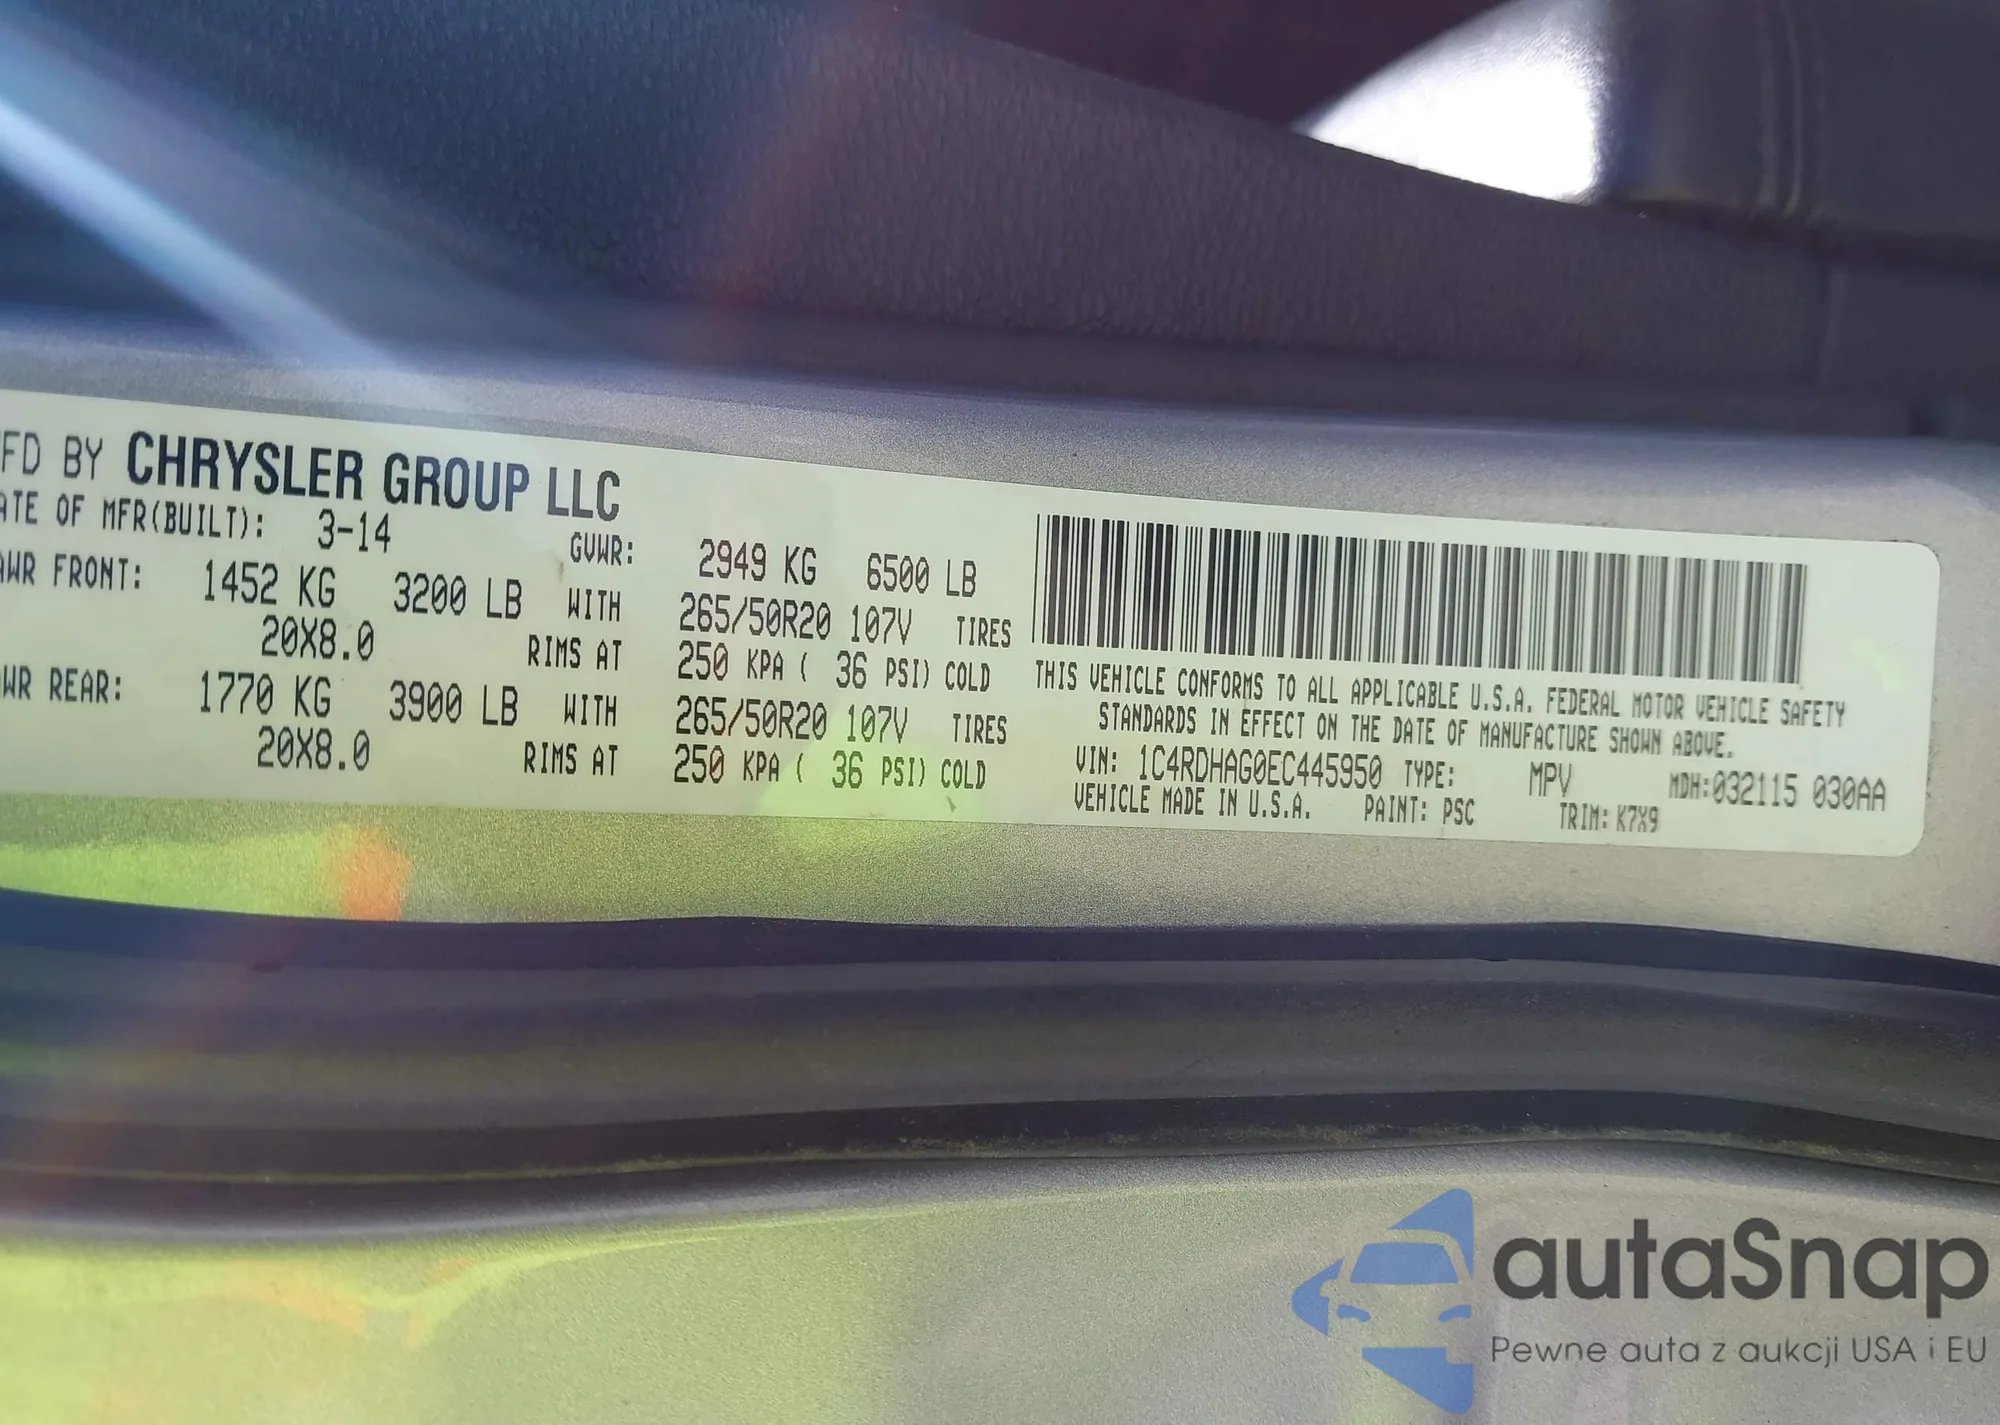 FD BY CHRYSLER GROUP LLC
ATE OF MFR(BUILT): 3-14 GVWR: 2949 KG 6500 LB
AWR FRONT: 1452 KG 3200 LB WITH 265/50R20 107V TIRES
20X8.0 RIMS AT 250 KPA ( 36 PSI) COLD
WR REAR: 1770 KG 3900 LB WITH 265/50R20 107V TIRES
20X8.0 RIMS AT 250 KPA ( 36 PSI) COLD
THIS VEHICLE CONFORMS TO ALL APPLICABLE U.S.A. FEDERAL MOTOR VEHICLE SAFETY
STANDARDS IN EFFECT ON THE DATE OF MANUFACTURE SHOWN ABOVE.
VIN: 1C4RDHAG0EC445950 TYPE: MPV MDH:032115 030AA
VEHICLE MADE IN U.S.A. PAINT: PSC TRIM: K7X9
autaSnap
Pewne auta z aukcji USA i EU